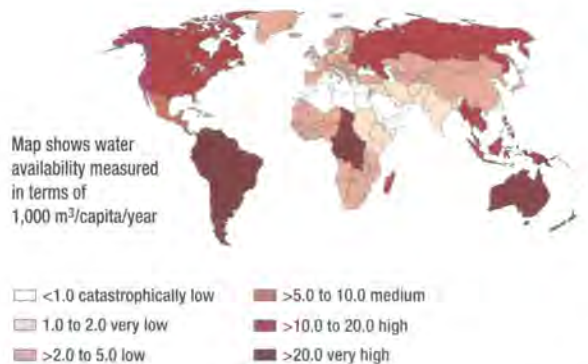 Map shows water
availability measured
in terms of
1,000 m³/capita/year
<1.0 catastrophically low
>5.0 to 10.0 medium
1.0 to 2.0 very low
>10.0 to 20.0 high
>2.0 to 5.0 low
>20.0 very high